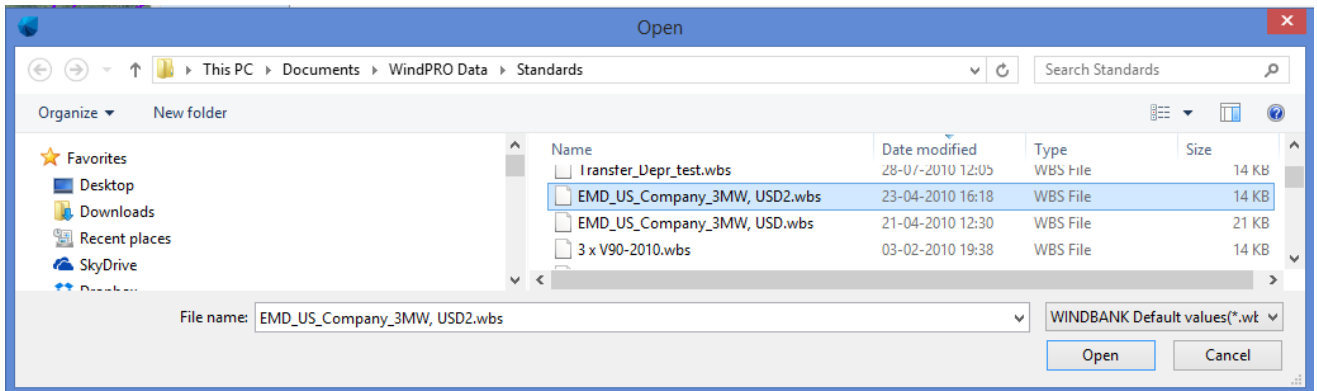 Open
This PC Documents WindPRO Data Standards Search Standards
Organize New folder
Favorites
Desktop
Downloads
Recent places
SkyDrive
Dropbox
Name Date modified Type Size
Transfer_Depr_test.wbs 28-07-2010 12:05 WBS File 14 KB
EMD_US_Company_3MW, USD2.wbs 23-04-2010 16:18 WBS File 14 KB
EMD_US_Company_3MW, USD.wbs 21-04-2010 12:30 WBS File 21 KB
3 x V90-2010.wbs 03-02-2010 19:38 WBS File 14 KB
File name: EMD_US_Company_3MW, USD2.wbs WINDBANK Default values(*.wb
Open Cancel